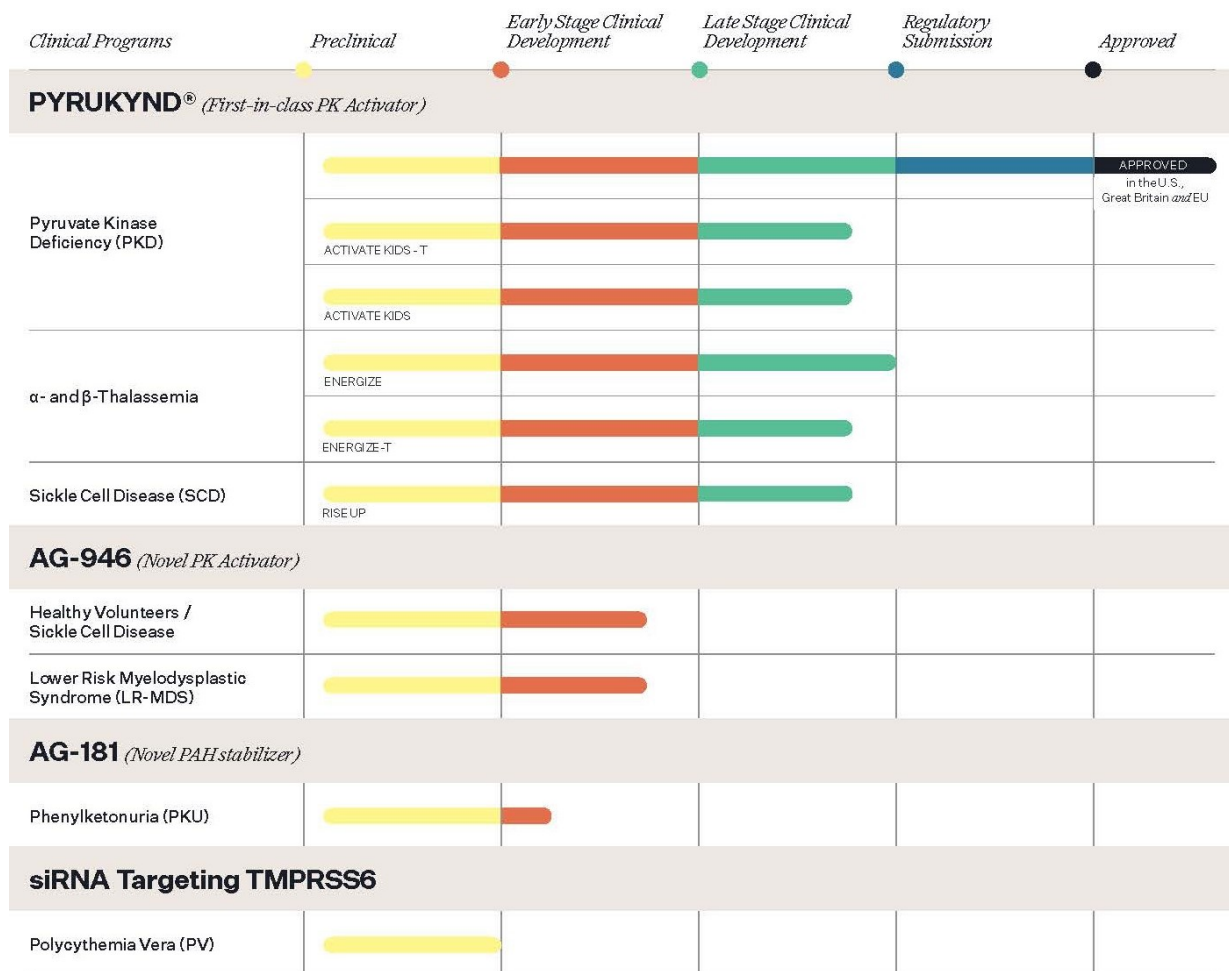 Clinical Programs
Preclinical
Early Stage Clinical
Development
Late Stage Clinical
Development
Regulatory
Submission
Approved
PYRUKYND® (First-in-class PK Activator)
Pyruvate Kinase
Deficiency (PKD)
APPROVED
in the U.S.,
Great Britain and EU
ACTIVATE KIDS - T
ACTIVATE KIDS
α- and β-Thalassemia
ENERGIZE
ENERGIZE-T
Sickle Cell Disease (SCD)
RISE UP
AG-946 (Novel PK Activator)
Healthy Volunteers /
Sickle Cell Disease
Lower Risk Myelodysplastic
Syndrome (LR-MDS)
AG-181 (Novel PAH stabilizer)
Phenylketonuria (PKU)
siRNA Targeting TMPRSS6
Polycythemia Vera (PV)